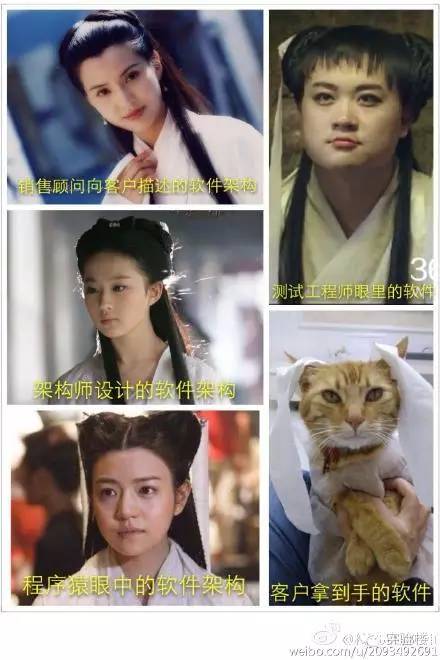 销售顾问向客户描述的软件架构
架构师设计的软件架构
程序猿眼中的软件架构
36
测试工程师眼里的软件
客户拿到手的软件
weibo.com/u/2093492691